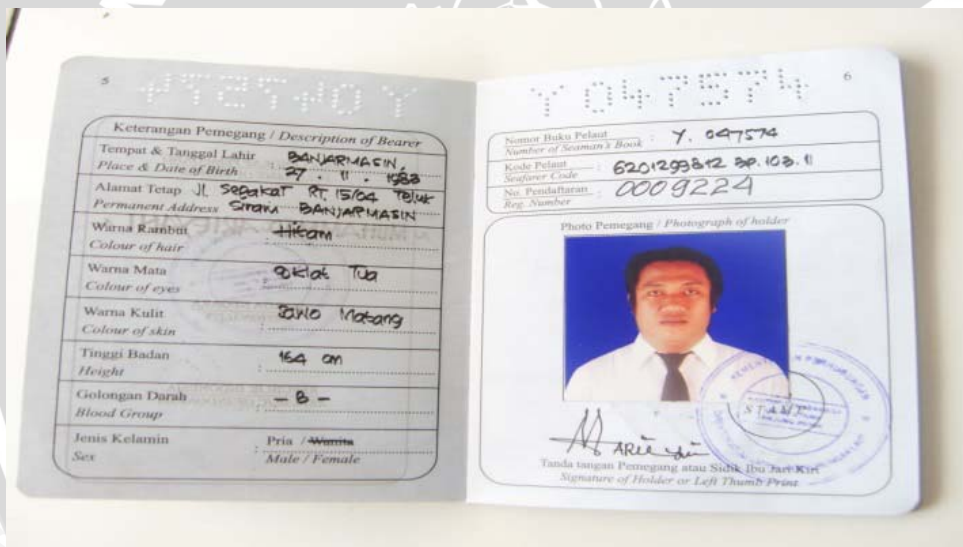 5
Keterangan Pemegang / Description of Bearer
Tempat & Tanggal Lahir : BANJARMASIN,
Place & Date of Birth 27 . 11 . 1983
Alamat Tetap Jl. Sepakat RT. 15/04 Teluk
Permanent Address Tiram BANJARMASIN
Warna Rambut Hitam
Colour of hair
Warna Mata Coklat Tua
Colour of eyes
Warna Kulit Sawo Matang
Colour of skin
Tinggi Badan : 164 cm
Height
Golongan Darah : - B -
Blood Group
Jenis Kelamin : Pria / Wanita
Sex Male / Female
Y 047574
6
Nomor Buku Pelaut : Y. 047574
Number of Seaman's Book
Kode Pelaut : 6201293812
Seafarer Code
No. Pendaftaran : 0009224
Reg. Number
Photo Pemegang / Photograph of holder
STAMP
Tanda tangan Pemegang atau Sidik Ibu Jari Kiri
Signature of Holder or Left Thumb Print